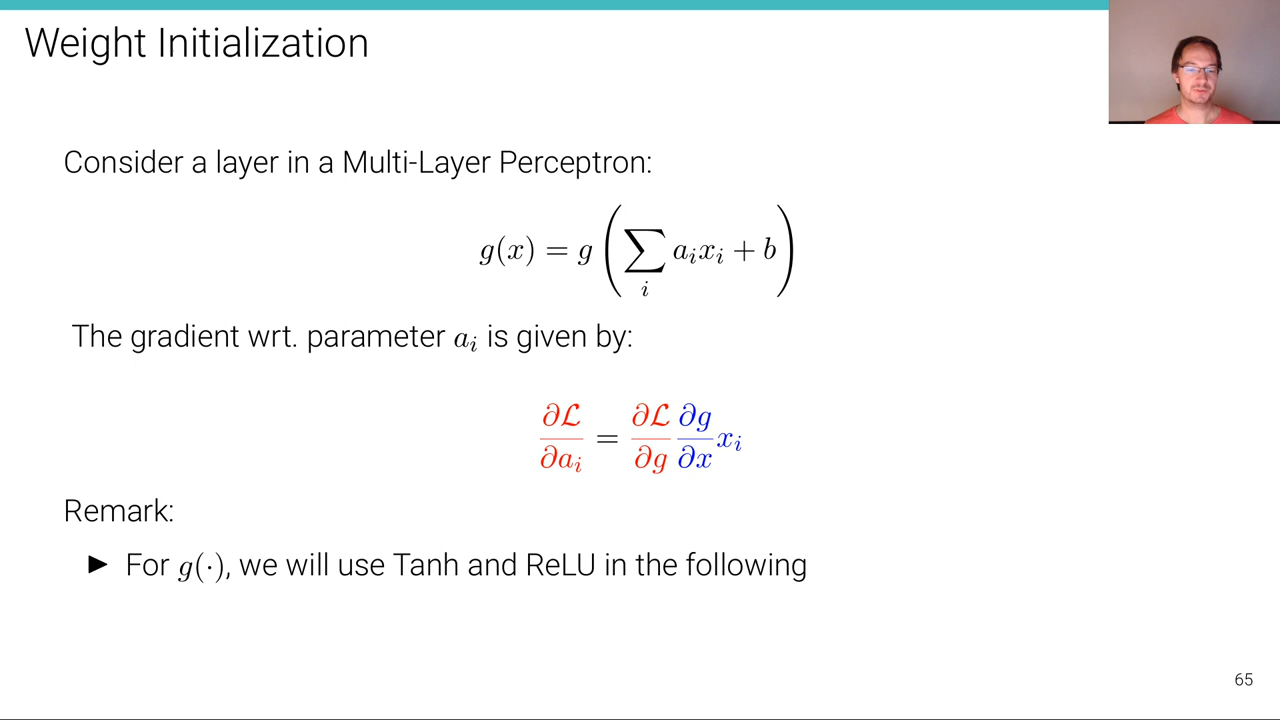 Weight Initialization
Consider a layer in a Multi-Layer Perceptron:
g(x) = g ( ∑_i a_i x_i + b )
The gradient wrt. parameter a_i is given by:
∂ℒ/∂a_i = ∂ℒ/∂g ∂g/∂x x_i
Remark:
▶ For g(·), we will use Tanh and ReLU in the following
65